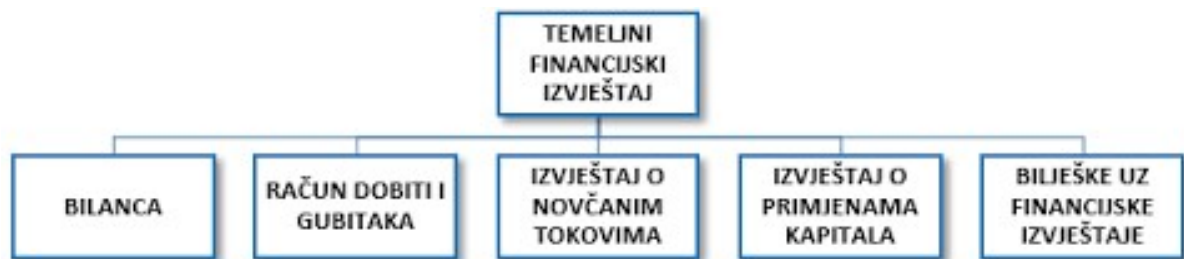 TEMELJNI
FINANCIJSKI
IZVJEŠTAJ
BILANCA
RAČUN DOBITI I
GUBITAKA
IZVJEŠTAJ O
NOVČANIM
TOKOVIMA
IZVJEŠTAJ O
PRIMJENAMA
KAPITALA
BILJEŠKE UZ
FINANCIJSKE
IZVJEŠTAJE